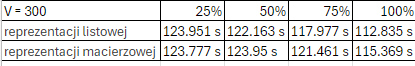 V = 300 25% 50% 75% 100%
reprezentacji listowej 123.951 s 122.163 s 117.977 s 112.835 s
reprezentacji macierzowej 123.777 s 123.95 s 121.461 s 115.369 s